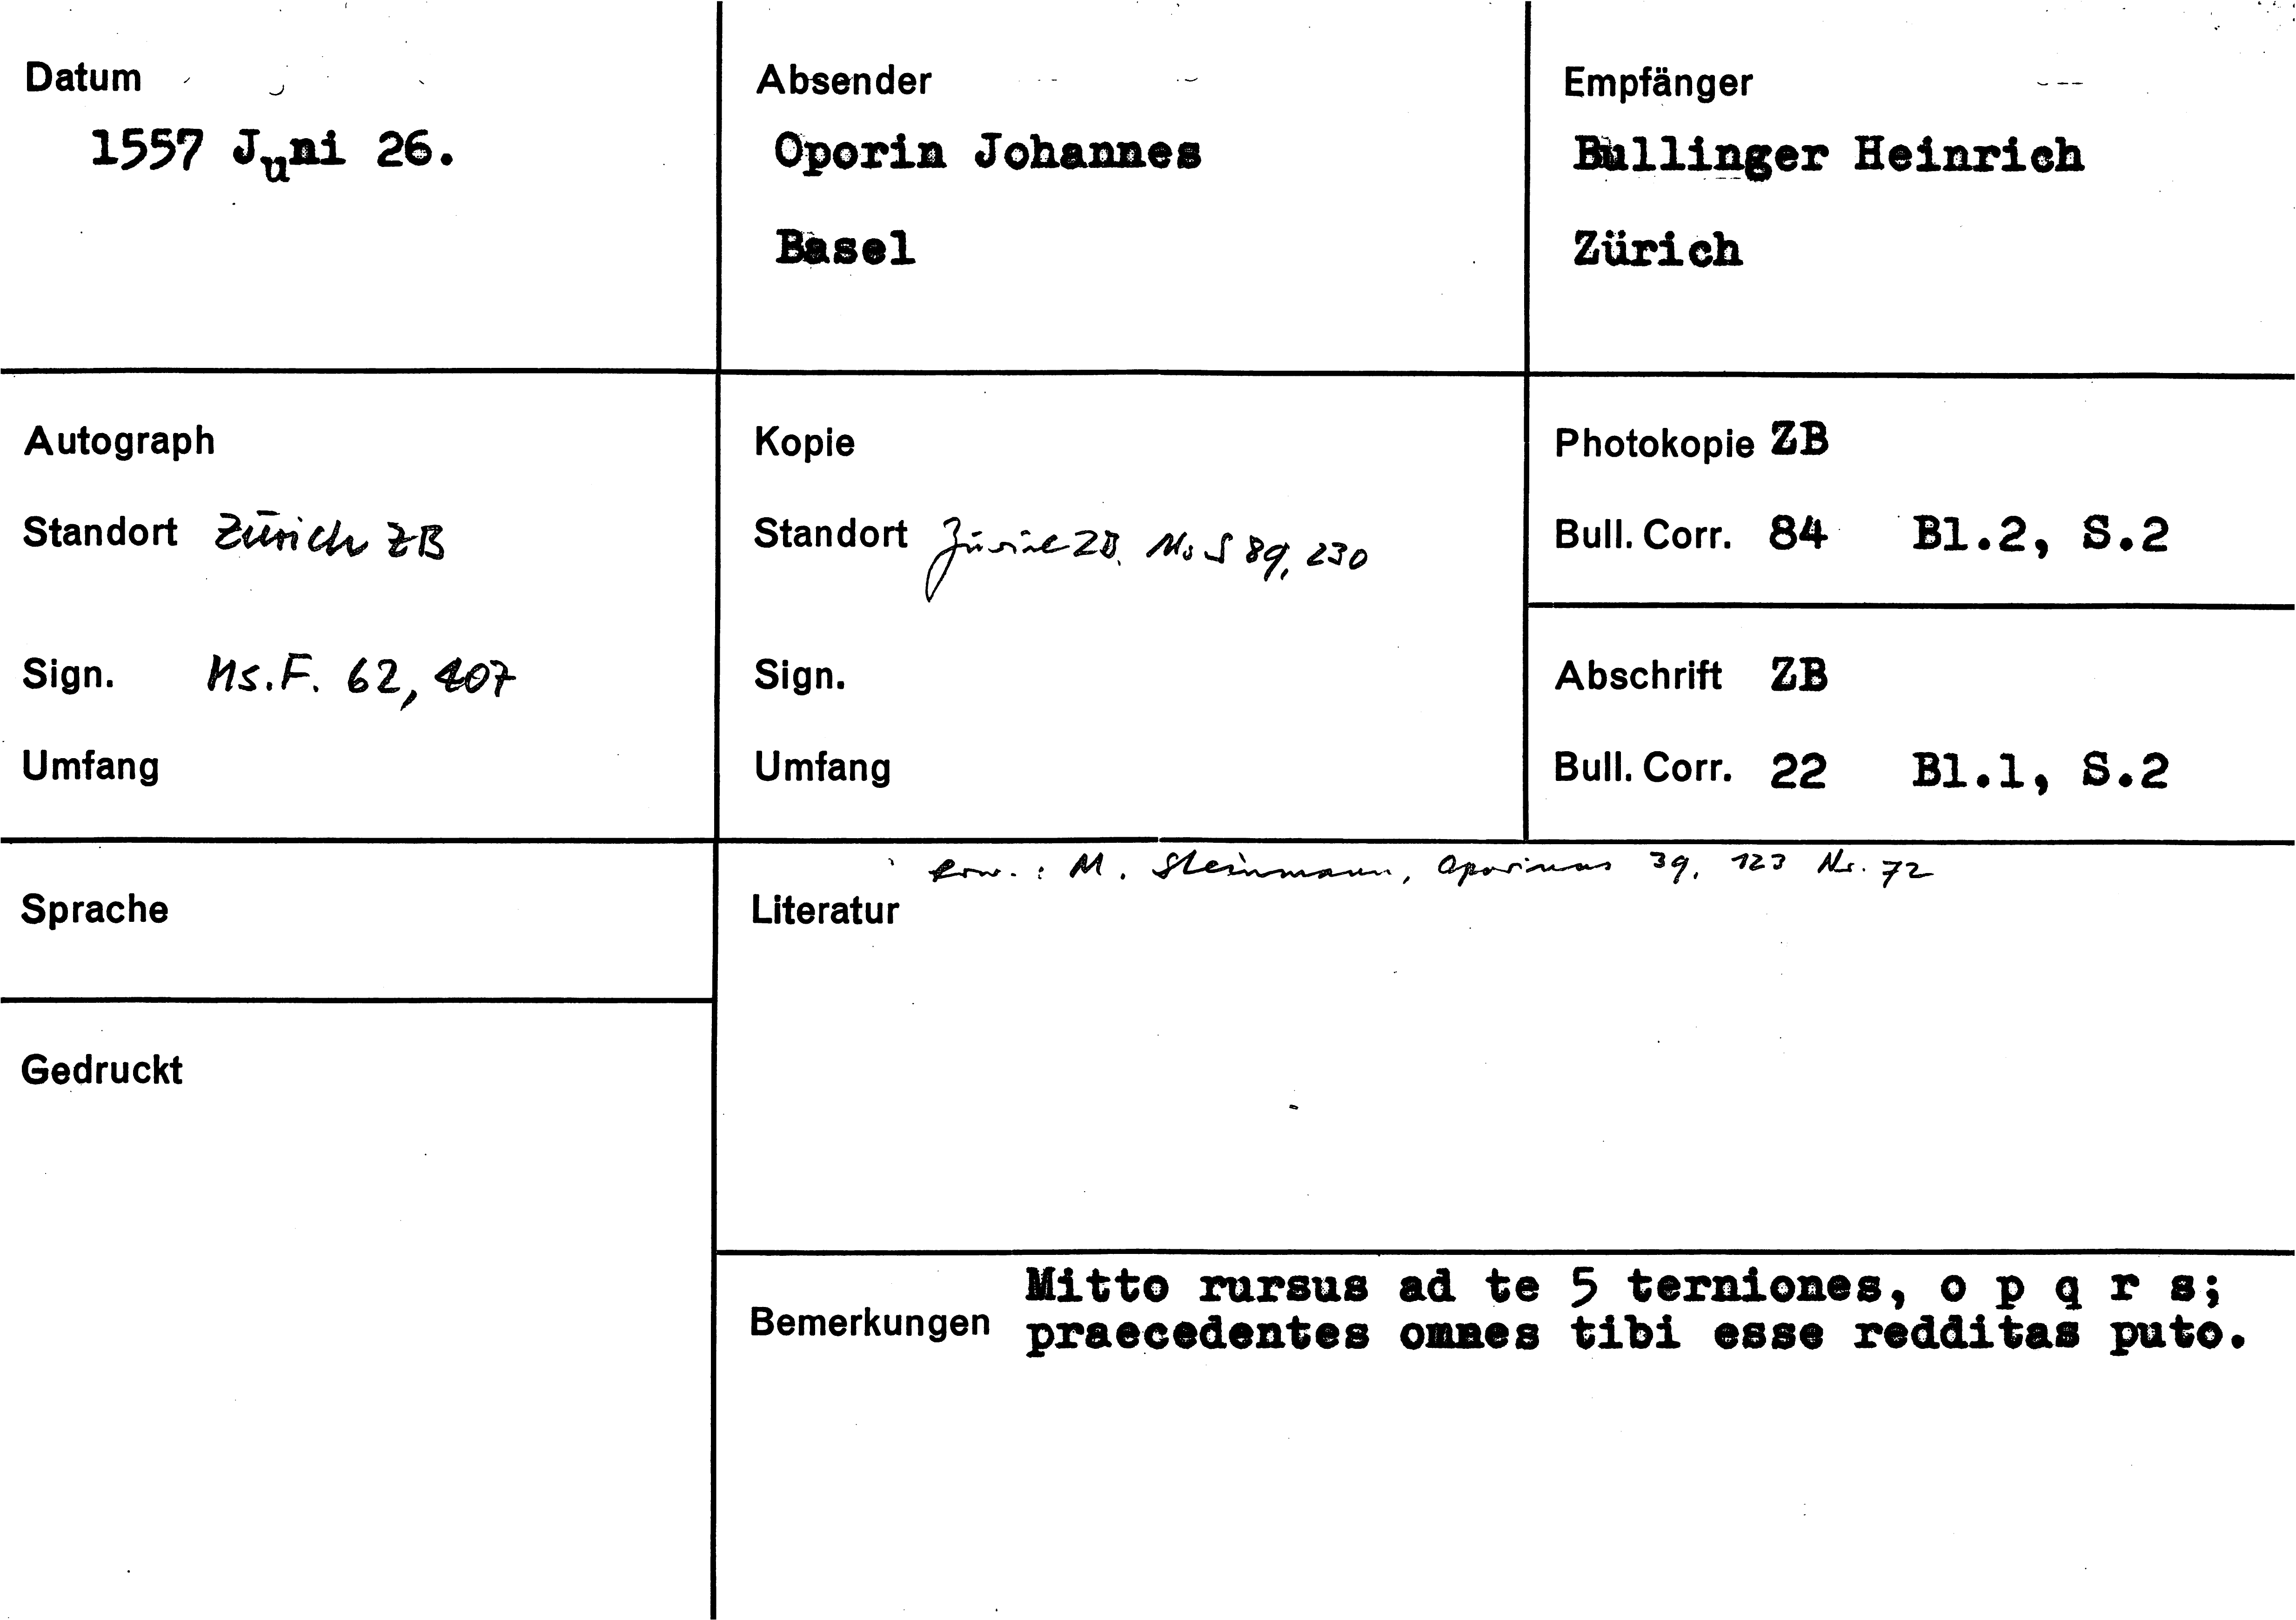 Datum
1557 Juni 26.
Absender
Oporin Johannes
Basel
Empfänger
Bullinger Heinrich
Zürich
Autograph
Standort Zürich ZB
Sign. Ms.F. 62, 407
Umfang
Kopie
Standort Zürich ZB. Ms S 89, 230
Sign.
Umfang
Photokopie ZB
Bull. Corr. 84 Bl.2, S.2
Abschrift ZB
Bull. Corr. 22 Bl.1, S.2
Sprache
Gedruckt
erw.: M. Steinmann, Oporinus 39, 123 Nr. 72
Literatur
Bemerkungen
Mitto rursus ad te 5 terniones, o p q r s;
praecedentes omnes tibi esse redditas puto.